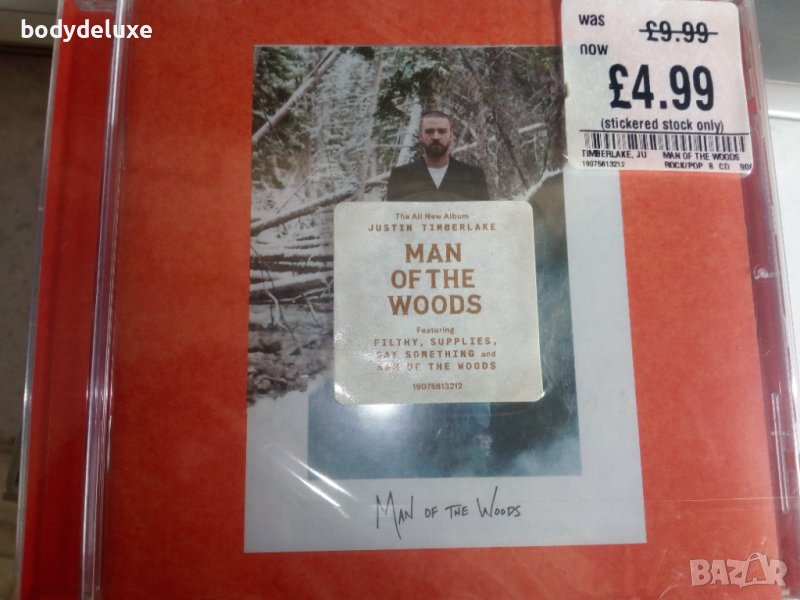 bodydeluxe
was £9.99
now
£4.99
(stickered stock only)
TIMBERLAKE, JU MAN OF THE WOODS
19075813212 ROCK/POP 8 CD
The All New Album
JUSTIN TIMBERLAKE
MAN
OF THE
WOODS
Featuring
FILTHY, SUPPLIES,
SAY SOMETHING and
MAN OF THE WOODS
19075813212
MAN OF THE WOODS
BAZAR